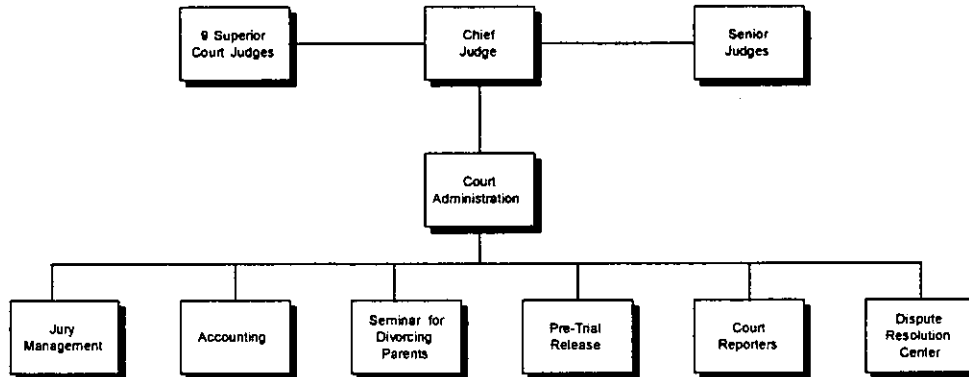 9 Superior
Court Judges
Chief
Judge
Senior
Judges
Court
Administration
Jury
Management
Accounting
Seminar for
Divorcing
Parents
Pre-Trial
Release
Court
Reporters
Dispute
Resolution
Center